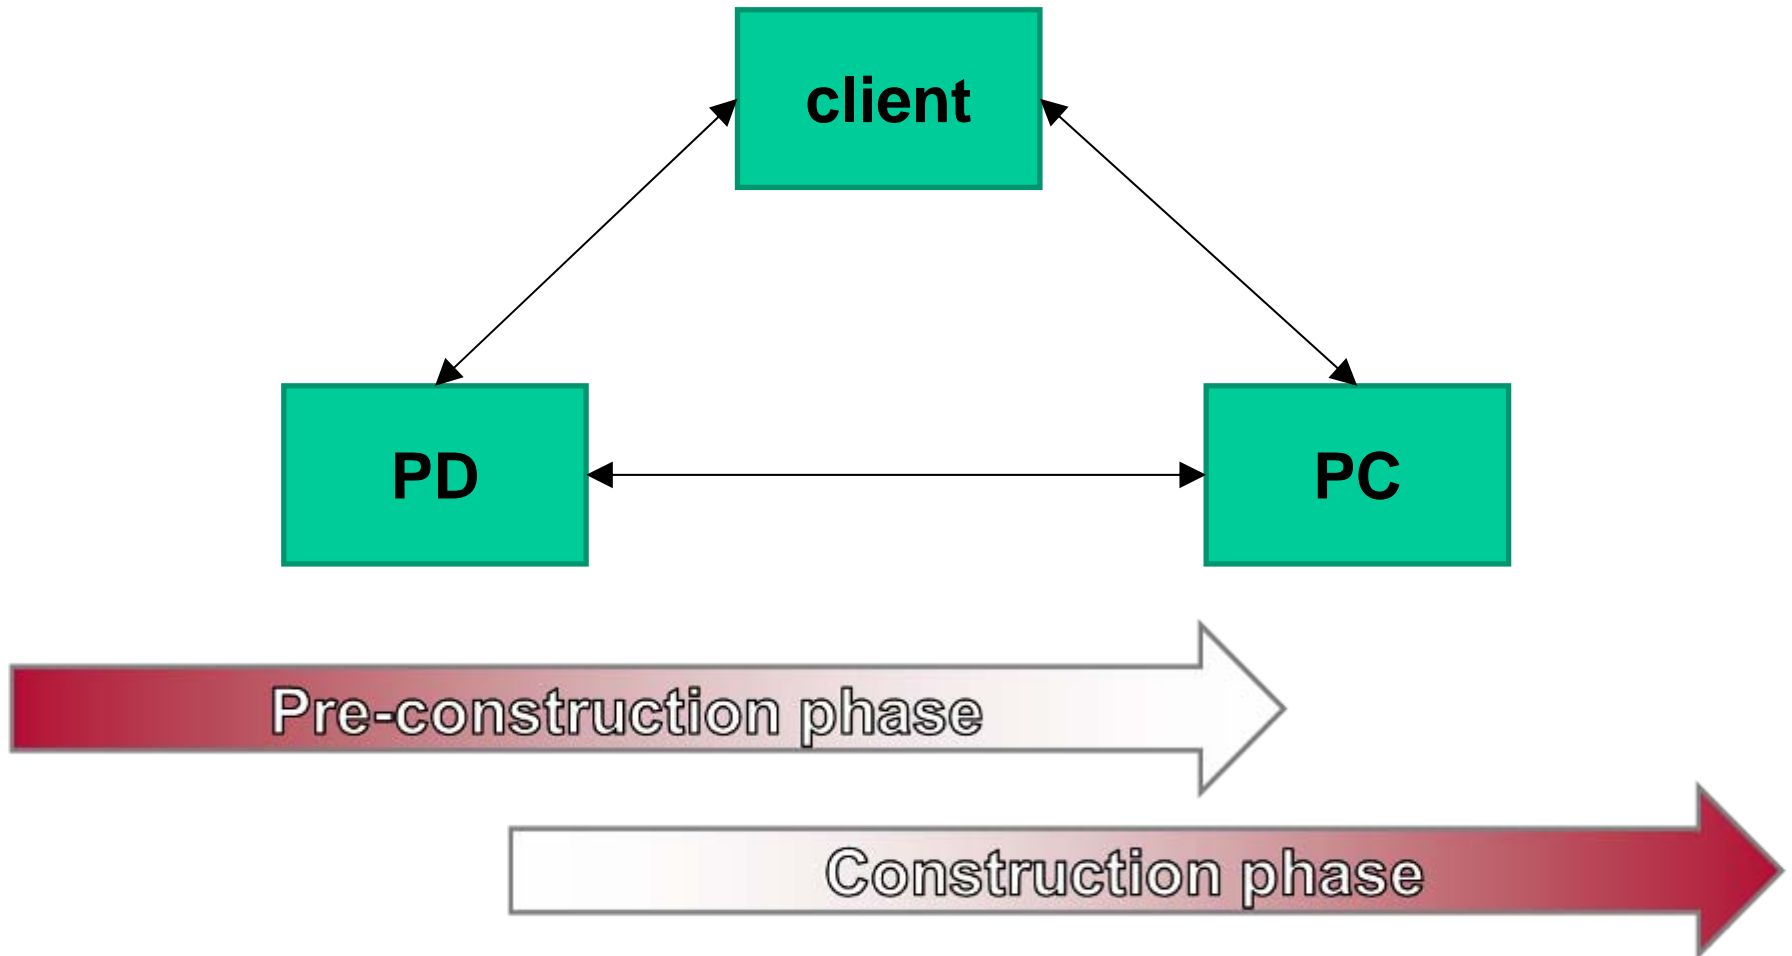 client
PD
PC
Pre-construction phase
Construction phase